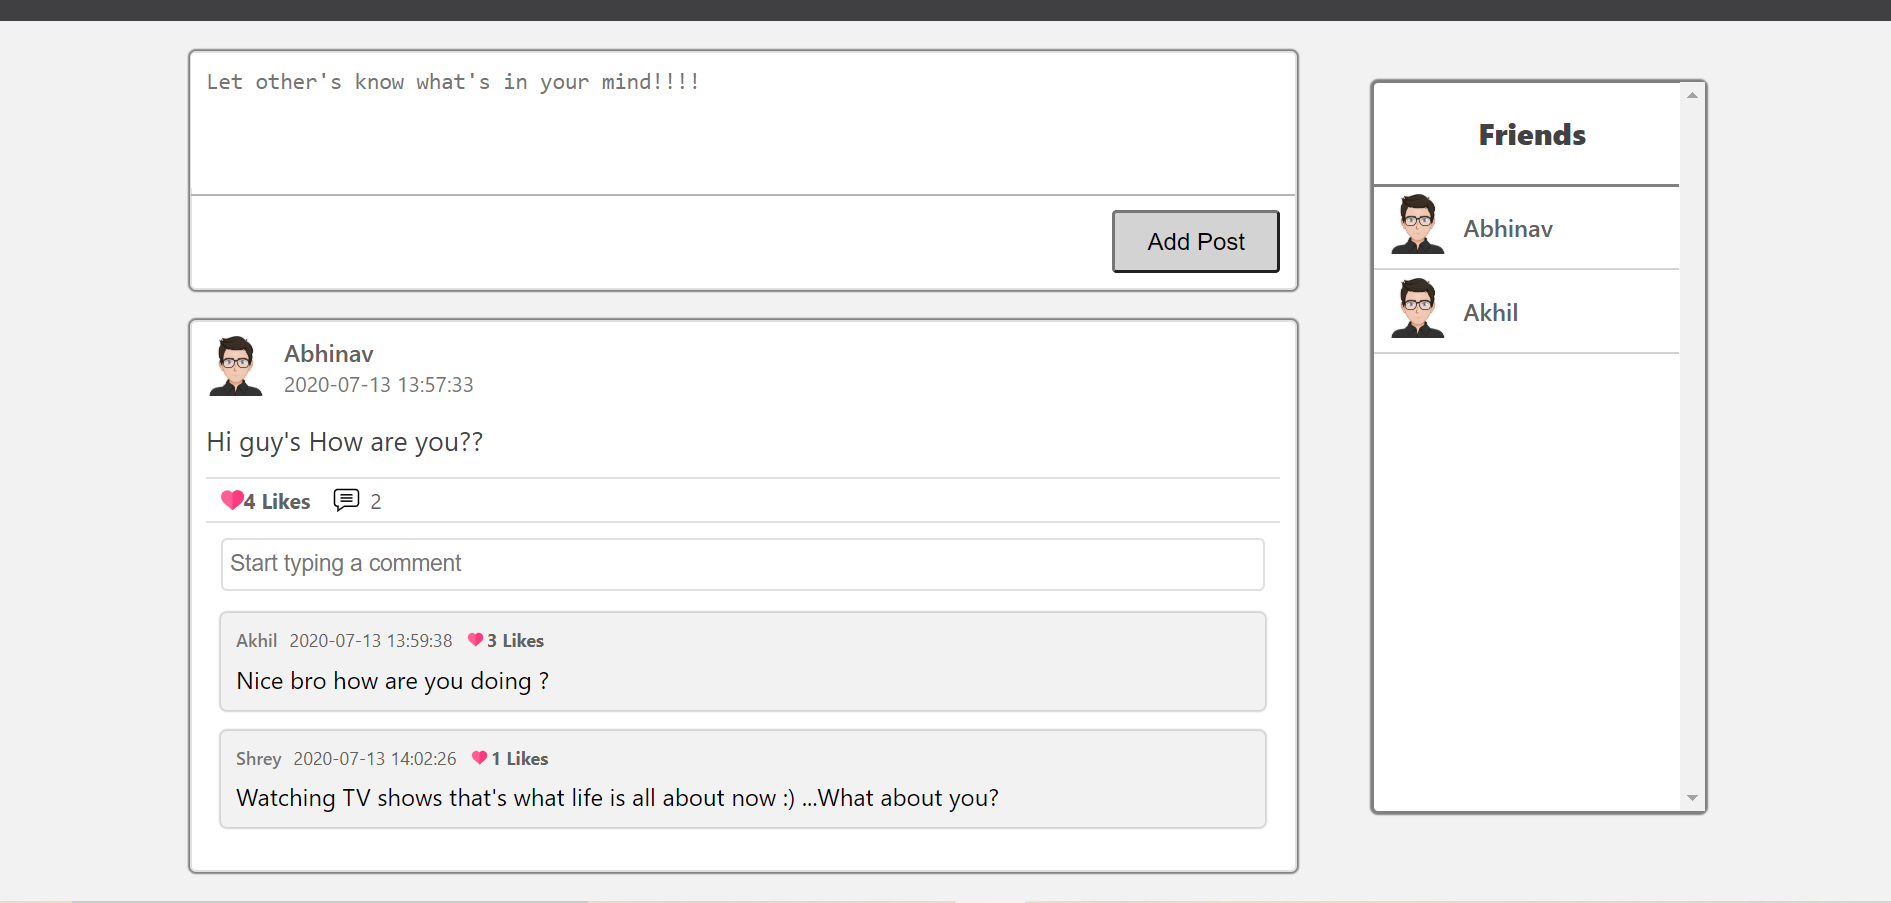 Let other's know what's in your mind!!!!
Add Post
Abhinav
2020-07-13 13:57:33
Hi guy's How are you??
4 Likes 2
Start typing a comment
Akhil 2020-07-13 13:59:38 3 Likes
Nice bro how are you doing ?
Shrey 2020-07-13 14:02:26 1 Likes
Watching TV shows that's what life is all about now :) ...What about you?
Friends
Abhinav
Akhil